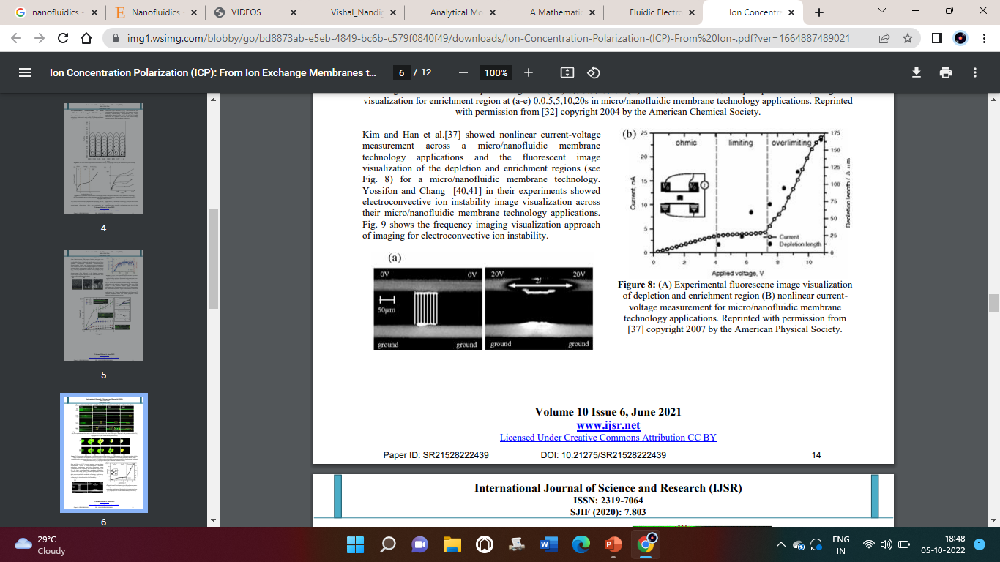 nanofluidics -
Nanofluidics
VIDEOS
Vishal_Nandig
Analytical Mo
A Mathematic
Fluidic Electro
Ion Concentra
img1.wsimg.com/blobby/go/bd8873ab-e5eb-4849-bc6b-c579f0840f49/downloads/Ion-Concentration-Polarization-(ICP)-From%20Ion-.pdf?ver=1664887489021
Ion Concentration Polarization (ICP): From Ion Exchange Membranes t...
6 / 12
100%
4
5
6
visualization for enrichment region at (a-e) 0,0.5,5,10,20s in micro/nanofluidic membrane technology applications. Reprinted
with permission from [32] copyright 2004 by the American Chemical Society.
Kim and Han et al.[37] showed nonlinear current-voltage
measurement across a micro/nanofluidic membrane
technology applications and the fluorescent image
visualization of the depletion and enrichment regions (see
Fig. 8) for a micro/nanofluidic membrane technology.
Yossifon and Chang [40,41] in their experiments showed
electroconvective ion instability image visualization across
their micro/nanofluidic membrane technology applications.
Fig. 9 shows the frequency imaging visualization approach
of imaging for electroconvective ion instability.
(a)
0V 0V
50μm
ground ground
20V 20V
2l
ground ground
(b)
ohmic limiting overlimiting
25
20
15
10
5
0
Current, nA
175
150
125
100
75
50
25
0
Current
Depletion length
0 2 4 6 8 10
Applied voltage, V
Figure 8: (A) Experimental fluorescene image visualization
of depletion and enrichment region (B) nonlinear current-
voltage measurement for micro/nanofluidic membrane
technology applications. Reprinted with permission from
[37] copyright 2007 by the American Physical Society.
Volume 10 Issue 6, June 2021
www.ijsr.net
Licensed Under Creative Commons Attribution CC BY
Paper ID: SR21528222439 DOI: 10.21275/SR21528222439 14
International Journal of Science and Research (IJSR)
ISSN: 2319-7064
SJIF (2020): 7.803
29°C
Cloudy
ENG
IN
18:48
05-10-2022
1